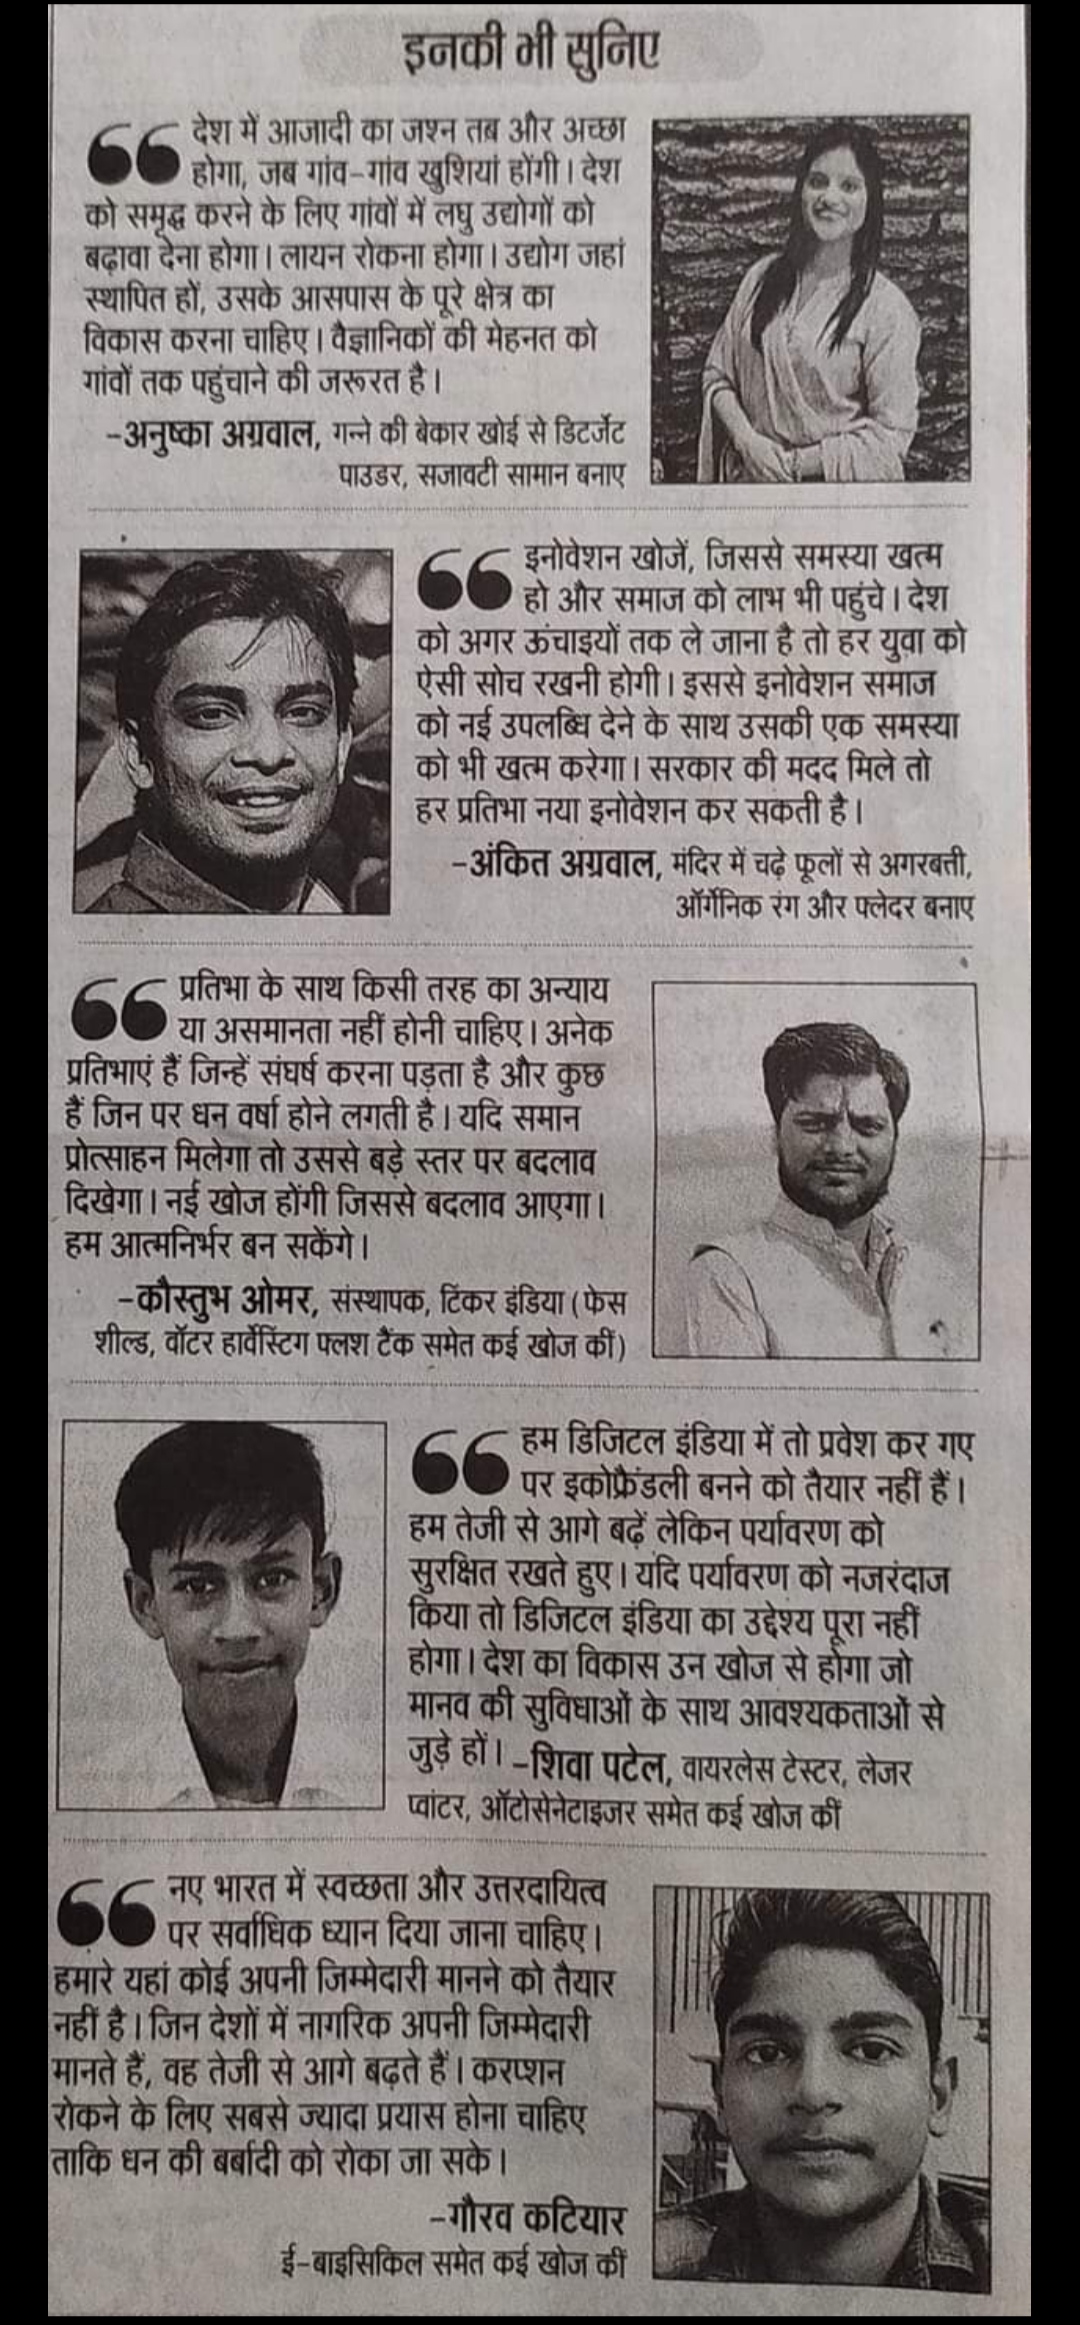 इनकी भी सुनिए
देश में आजादी का जश्न तब और अच्छा
होगा, जब गांव-गांव खुशियां होंगी। देश
को समृद्ध करने के लिए गांवों में लघु उद्योगों को
बढ़ावा देना होगा। लायन रोकना होगा। उद्योग जहां
स्थापित हों, उसके आसपास के पूरे क्षेत्र का
विकास करना चाहिए। वैज्ञानिकों की मेहनत को
गांवों तक पहुंचाने की जरूरत है।
-अनुष्का अग्रवाल, गन्ने की बेकार खोई से डिटर्जेंट
पाउडर, सजावटी सामान बनाए
इनोवेशन खोजें, जिससे समस्या खत्म
हो और समाज को लाभ भी पहुंचे। देश
को अगर ऊंचाइयों तक ले जाना है तो हर युवा को
ऐसी सोच रखनी होगी। इससे इनोवेशन समाज
को नई उपलब्धि देने के साथ उसकी एक समस्या
को भी खत्म करेगा। सरकार की मदद मिले तो
हर प्रतिभा नया इनोवेशन कर सकती है।
-अंकित अग्रवाल, मंदिर में चढ़े फूलों से अगरबत्ती,
ऑर्गेनिक रंग और फ्लेदर बनाए
प्रतिभा के साथ किसी तरह का अन्याय
या असमानता नहीं होनी चाहिए। अनेक
प्रतिभाएं हैं जिन्हें संघर्ष करना पड़ता है और कुछ
हैं जिन पर धन वर्षा होने लगती है। यदि समान
प्रोत्साहन मिलेगा तो उससे बड़े स्तर पर बदलाव
दिखेगा। नई खोज होंगी जिससे बदलाव आएगा।
हम आत्मनिर्भर बन सकेंगे।
-कौस्तुभ ओमर, संस्थापक, टिंकर इंडिया (फेस
शील्ड, वॉटर हार्वेस्टिंग फ्लश टैंक समेत कई खोज कीं)
हम डिजिटल इंडिया में तो प्रवेश कर गए
पर इकोफ्रेंडली बनने को तैयार नहीं हैं।
हम तेजी से आगे बढ़ें लेकिन पर्यावरण को
सुरक्षित रखते हुए। यदि पर्यावरण को नजरंदाज
किया तो डिजिटल इंडिया का उद्देश्य पूरा नहीं
होगा। देश का विकास उन खोज से होगा जो
मानव की सुविधाओं के साथ आवश्यकताओं से
जुड़े हों। -शिवा पटेल, वायरलेस टेस्टर, लेजर
प्वांटर, ऑटोसेनेटाइजर समेत कई खोज कीं
नए भारत में स्वच्छता और उत्तरदायित्व
पर सर्वाधिक ध्यान दिया जाना चाहिए।
हमारे यहां कोई अपनी जिम्मेदारी मानने को तैयार
नहीं है। जिन देशों में नागरिक अपनी जिम्मेदारी
मानते हैं, वह तेजी से आगे बढ़ते हैं। करप्शन
रोकने के लिए सबसे ज्यादा प्रयास होना चाहिए
ताकि धन की बर्बादी को रोका जा सके।
-गौरव कटियार
ई-बाइसिकिल समेत कई खोज कीं